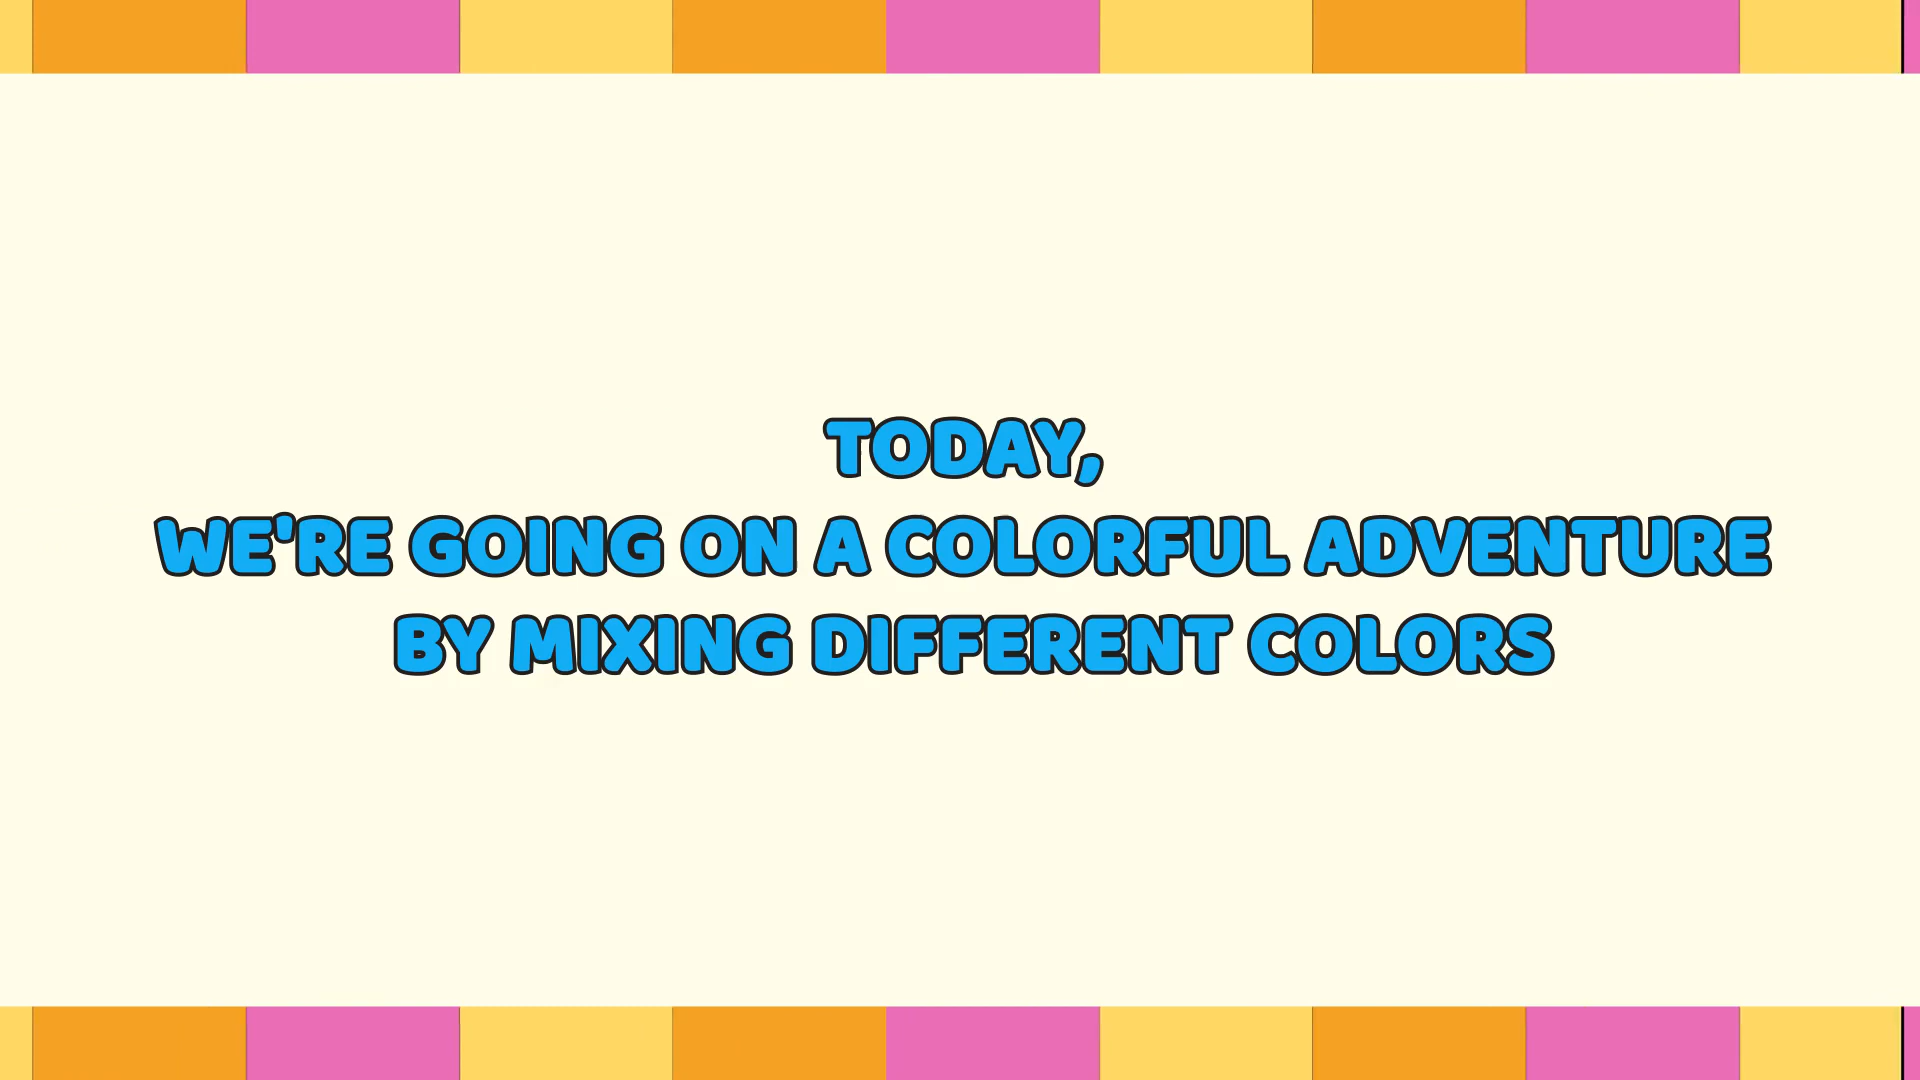 TODAY,
WE'RE GOING ON A COLORFUL ADVENTURE
BY MIXING DIFFERENT COLORS